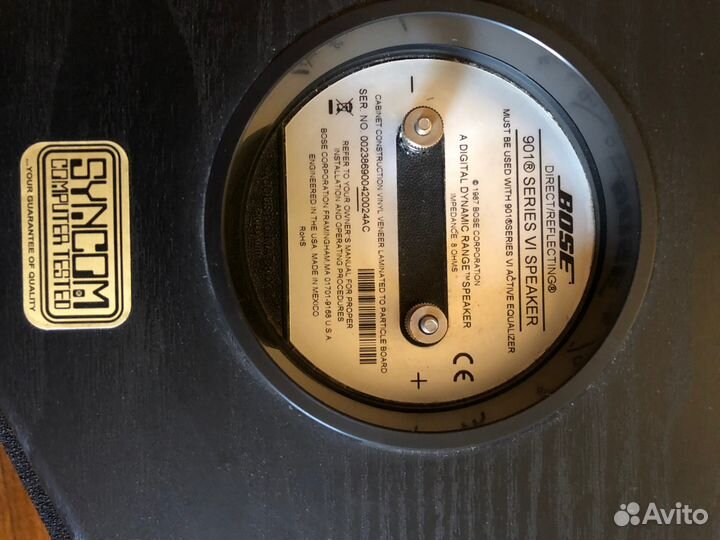 BOSE
DIRECT/REFLECTING®
901® SERIES VI SPEAKER
MUST BE USED WITH 901®SERIES VI ACTIVE EQUALIZER
© 1987 BOSE CORPORATION
A DIGITAL DYNAMIC RANGE™SPEAKER
IMPEDANCE: 8 OHMS
CE
-
+
CABINET CONSTRUCTION VINYL VENEER LAMINATED TO PARTICLE BOARD
SER. NO. 002386900420024AC
REFER TO YOUR OWNER'S MANUAL FOR PROPER
INSTALLATION AND OPERATING PROCEDURES
BOSE CORPORATION FRAMINGHAM,MA 01701-9168 U.S.A.
ENGINEERED IN THE USA, MADE IN MEXICO
RoHS
SYNCOM
COMPUTER TESTED
...YOUR GUARANTEE OF QUALITY
Avito